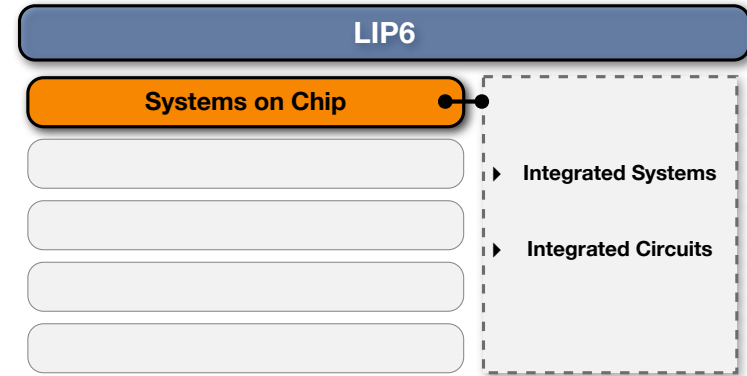 LIP6
Systems on Chip
Integrated Systems
Integrated Circuits